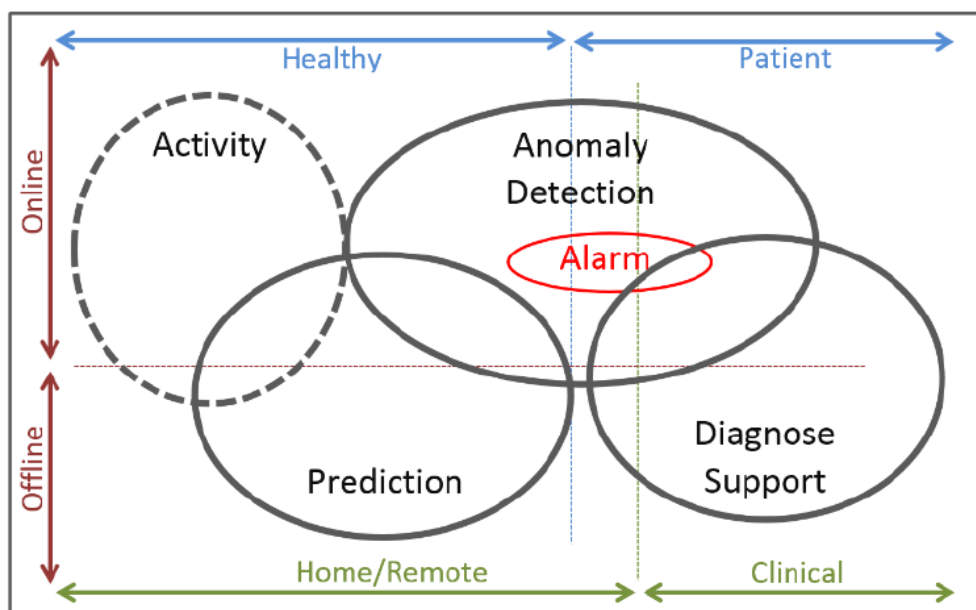 Healthy
Patient
Online
Activity
Anomaly
Detection
Alarm
Offline
Prediction
Diagnose
Support
Home/Remote
Clinical